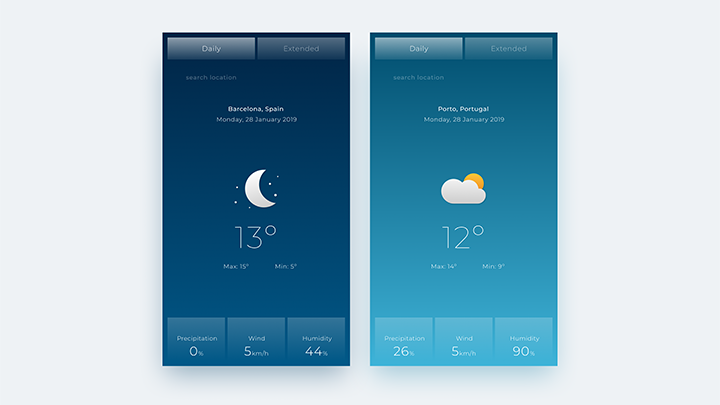 Daily Extended
search location
Barcelona, Spain
Monday, 28 January 2019
13°
Max: 15° Min: 5°
Precipitation Wind Humidity
0% 5km/h 44%
Daily Extended
search location
Porto, Portugal
Monday, 28 January 2019
12°
Max: 14° Min: 9°
Precipitation Wind Humidity
26% 5km/h 90%